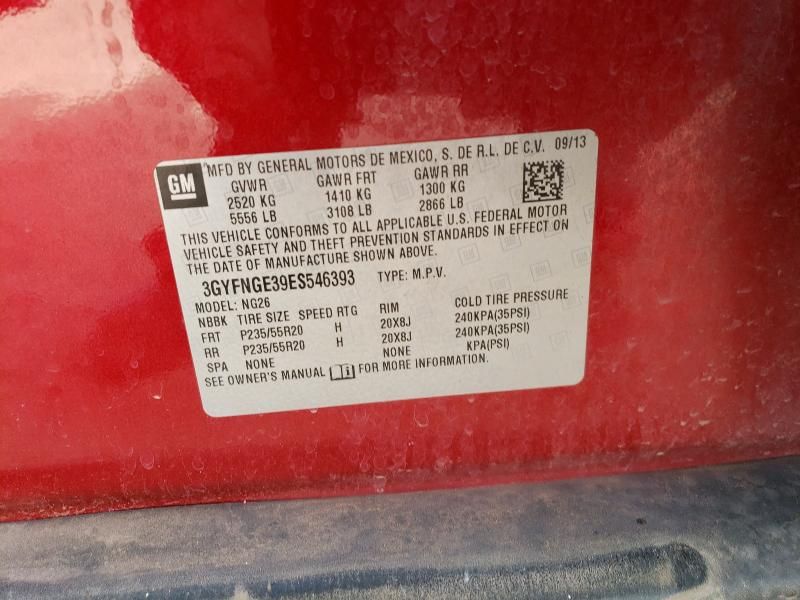 GM
MFD BY GENERAL MOTORS DE MEXICO, S. DE R.L. DE C.V. 09/13
GVWR GAWR FRT GAWR RR
2520 KG 1410 KG 1300 KG
5556 LB 3108 LB 2866 LB
THIS VEHICLE CONFORMS TO ALL APPLICABLE U.S. FEDERAL MOTOR
VEHICLE SAFETY AND THEFT PREVENTION STANDARDS IN EFFECT ON
THE DATE OF MANUFACTURE SHOWN ABOVE.
3GYFNGE39ES546393 TYPE: M.P.V.
MODEL: NG26
NBBK TIRE SIZE SPEED RTG RIM COLD TIRE PRESSURE
FRT P235/55R20 H 20X8J 240KPA(35PSI)
RR P235/55R20 H 20X8J 240KPA(35PSI)
SPA NONE NONE KPA(PSI)
SEE OWNER'S MANUAL FOR MORE INFORMATION.